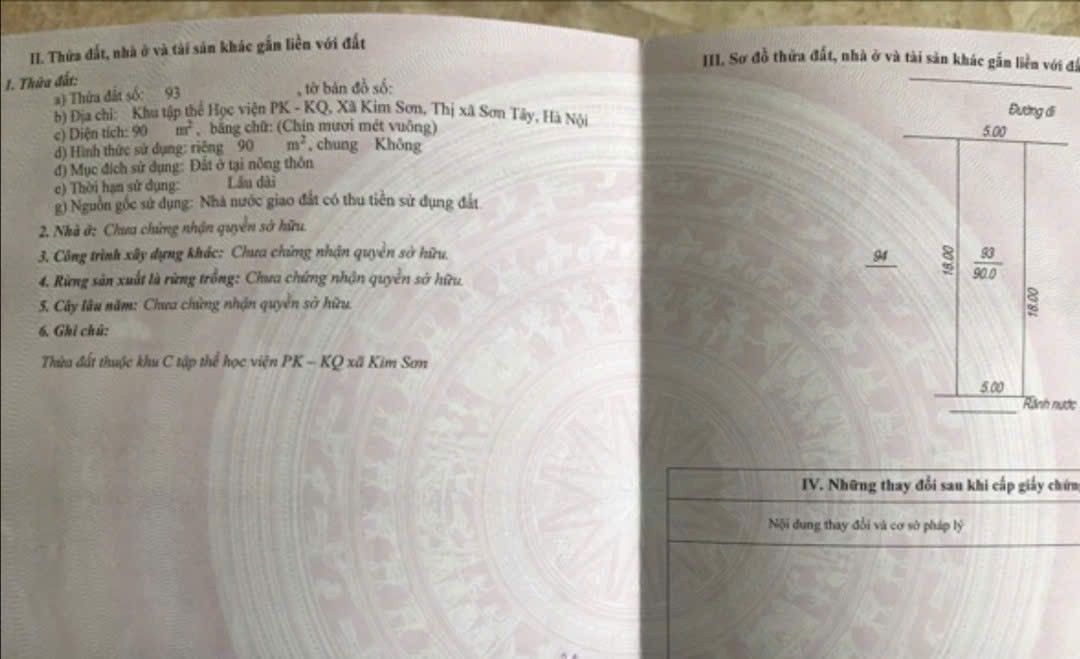 II. Thửa đất, nhà ở và tài sản khác gắn liền với đất
1. Thửa đất:
a) Thửa đất số: 93 , tờ bản đồ số:
b) Địa chỉ: Khu tập thể Học viện PK - KQ, Xã Kim Sơn, Thị xã Sơn Tây, Hà Nội
c) Diện tích: 90 m², bằng chữ: (Chín mươi mét vuông)
d) Hình thức sử dụng: riêng 90 m², chung Không
đ) Mục đích sử dụng: Đất ở tại nông thôn
e) Thời hạn sử dụng: Lâu dài
g) Nguồn gốc sử dụng: Nhà nước giao đất có thu tiền sử dụng đất
2. Nhà ở: Chưa chứng nhận quyền sở hữu.
3. Công trình xây dựng khác: Chưa chứng nhận quyền sở hữu.
4. Rừng sản xuất là rừng trồng: Chưa chứng nhận quyền sở hữu.
5. Cây lâu năm: Chưa chứng nhận quyền sở hữu.
6. Ghi chú:
Thửa đất thuộc khu C tập thể học viện PK – KQ xã Kim Sơn
III. Sơ đồ thửa đất, nhà ở và tài sản khác gắn liền với đấ
Đường đi
5.00
94
18.00
93
90.0
18.00
5.00
Rãnh nước
IV. Những thay đổi sau khi cấp giấy chứn
Nội dung thay đổi và cơ sở pháp lý